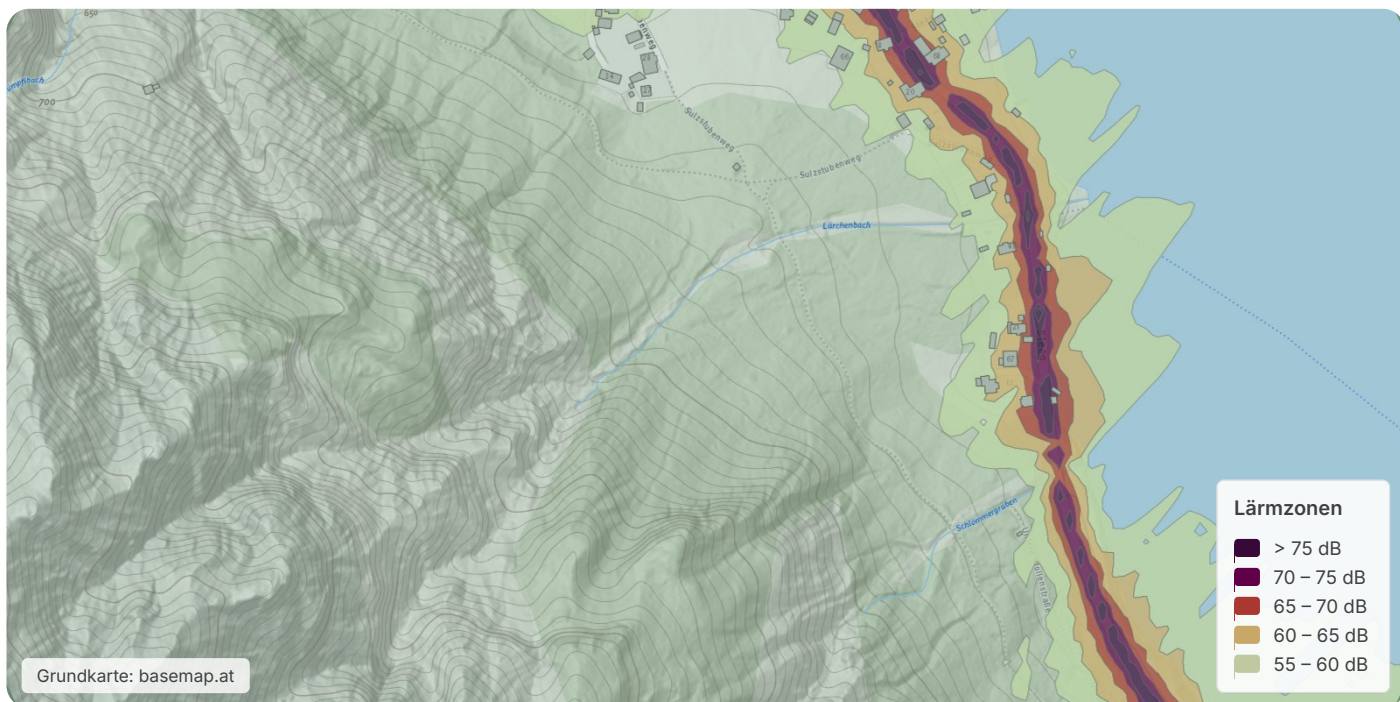 650
700
Sulzstubenweg
Sulzstubenweg
Lärchenbach
Schlommergraben
Lärmzonen
> 75 dB
70 – 75 dB
65 – 70 dB
60 – 65 dB
55 – 60 dB
Grundkarte: basemap.at